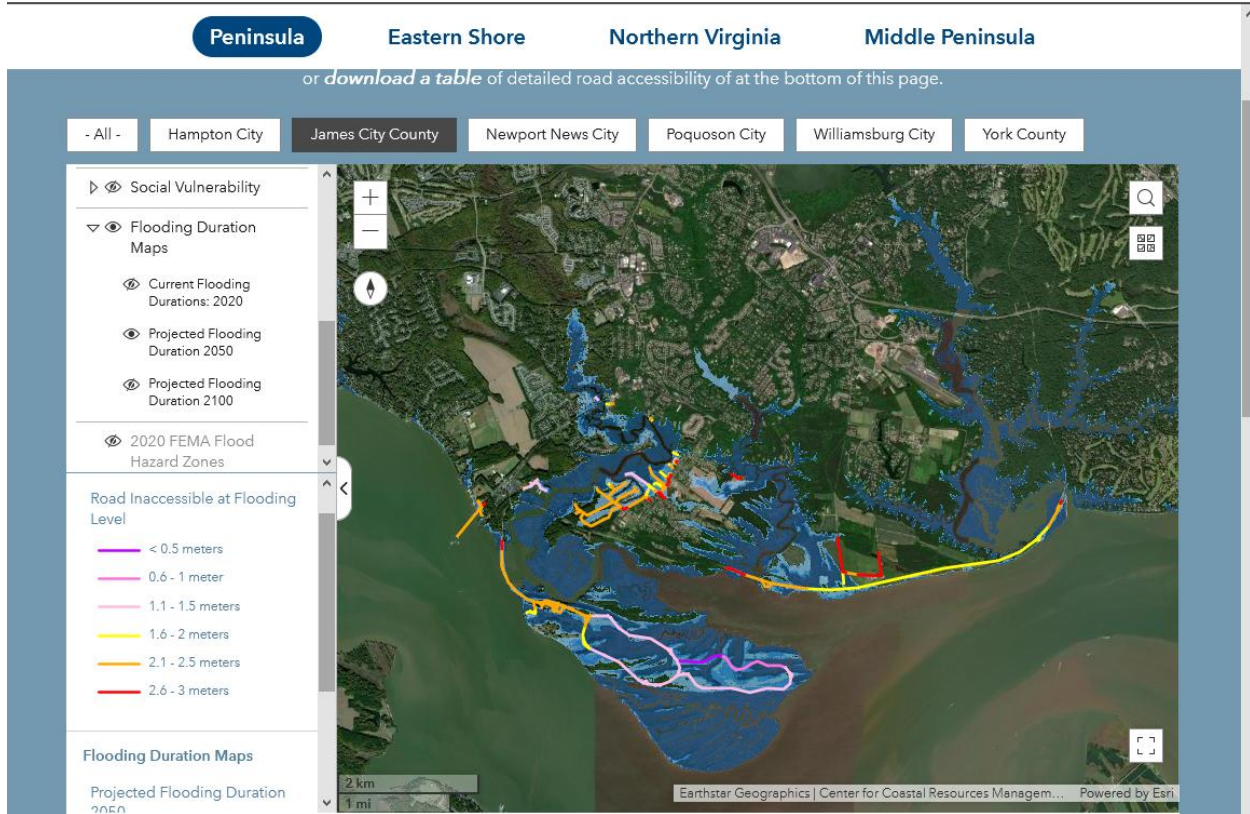 Peninsula
Eastern Shore
Northern Virginia
Middle Peninsula
or download a table of detailed road accessibility of at the bottom of this page.
- All -
Hampton City
James City County
Newport News City
Poquoson City
Williamsburg City
York County
Social Vulnerability
Flooding Duration
Maps
Current Flooding
Durations: 2020
Projected Flooding
Duration 2050
Projected Flooding
Duration 2100
2020 FEMA Flood
Hazard Zones
Road Inaccessible at Flooding
Level
< 0.5 meters
0.6 - 1 meter
1.1 - 1.5 meters
1.6 - 2 meters
2.1 - 2.5 meters
2.6 - 3 meters
Flooding Duration Maps
Projected Flooding Duration
2050
2 km
1 mi
Earthstar Geographics | Center for Coastal Resources Managem...
Powered by Esri